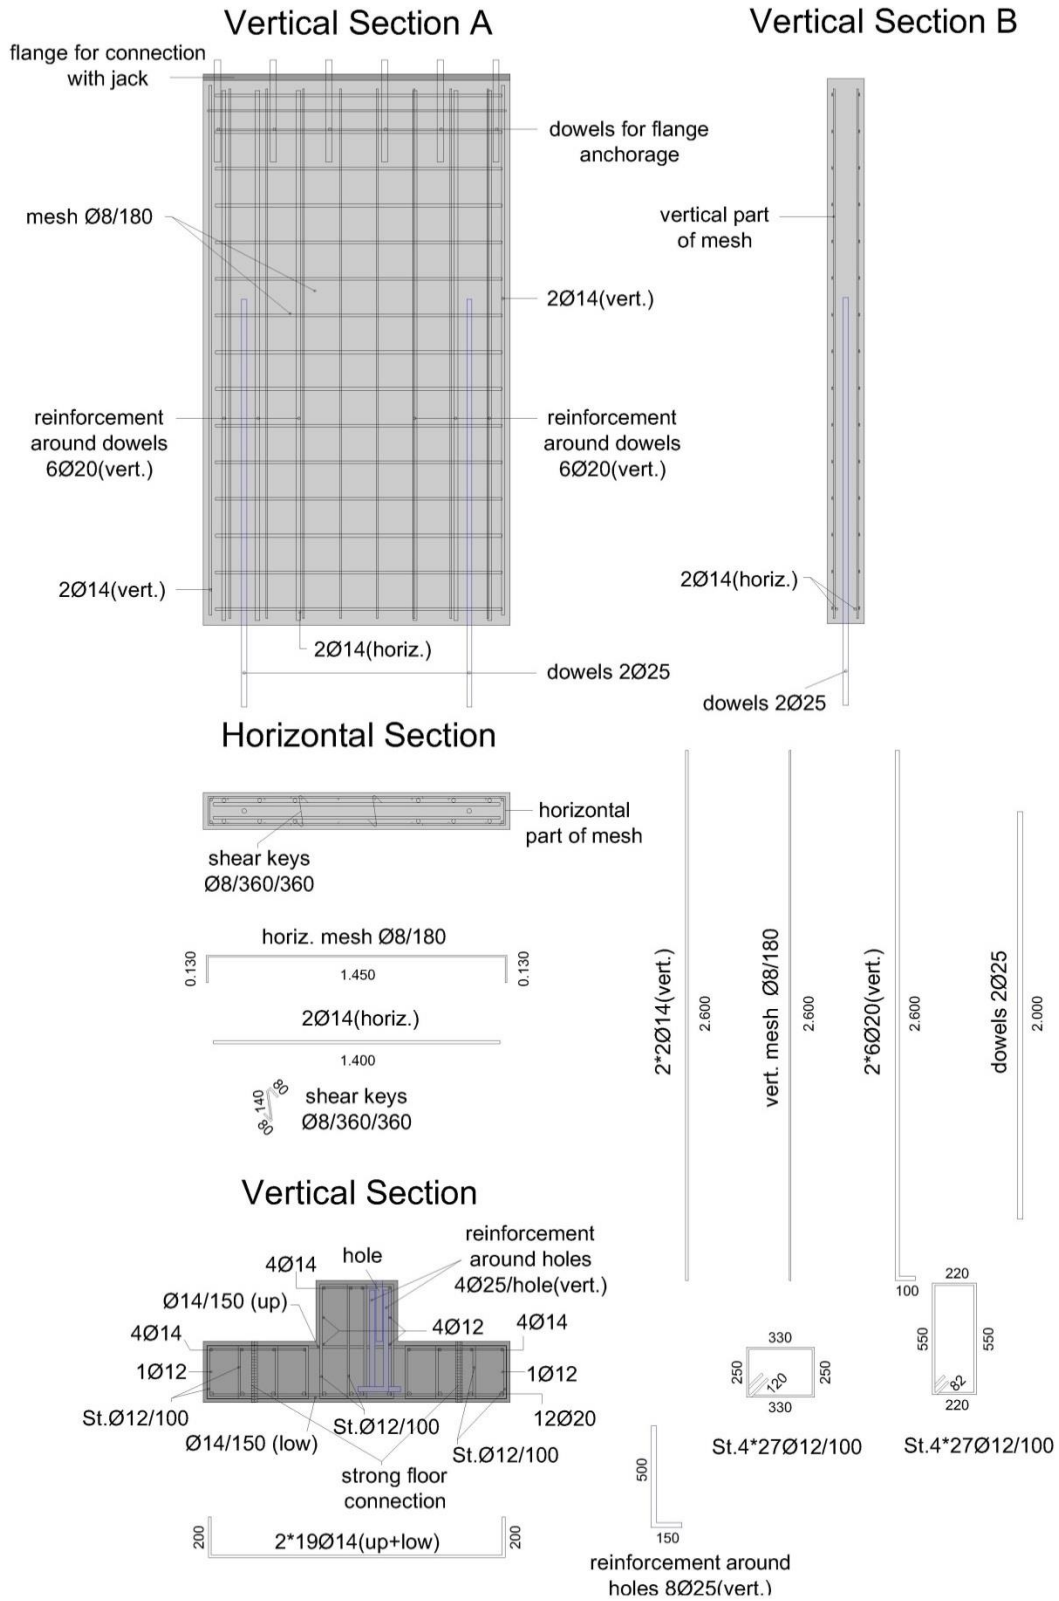 Vertical Section A
Vertical Section B
flange for connection
with jack
dowels for flange
anchorage
mesh Ø8/180
vertical part
of mesh
2Ø14(vert.)
reinforcement
around dowels
6Ø20(vert.)
reinforcement
around dowels
6Ø20(vert.)
2Ø14(vert.)
2Ø14(horiz.)
2Ø14(horiz.)
dowels 2Ø25
dowels 2Ø25
Horizontal Section
horizontal
part of mesh
shear keys
Ø8/360/360
horiz. mesh Ø8/180
0.130
1.450
0.130
2Ø14(horiz.)
1.400
80
140
80
shear keys
Ø8/360/360
2*2Ø14(vert.)
2.600
vert. mesh Ø8/180
2.600
2*6Ø20(vert.)
2.600
100
dowels 2Ø25
2.000
Vertical Section
reinforcement
around holes
4Ø25/hole(vert.)
hole
4Ø14
Ø14/150 (up)
4Ø14
4Ø12
4Ø14
1Ø12
1Ø12
St.Ø12/100
St.Ø12/100
12Ø20
Ø14/150 (low)
St.Ø12/100
strong floor
connection
200
2*19Ø14(up+low)
200
330
250
120
250
330
St.4*27Ø12/100
220
550
550
82
220
St.4*27Ø12/100
500
150
reinforcement around
holes 8Ø25(vert.)